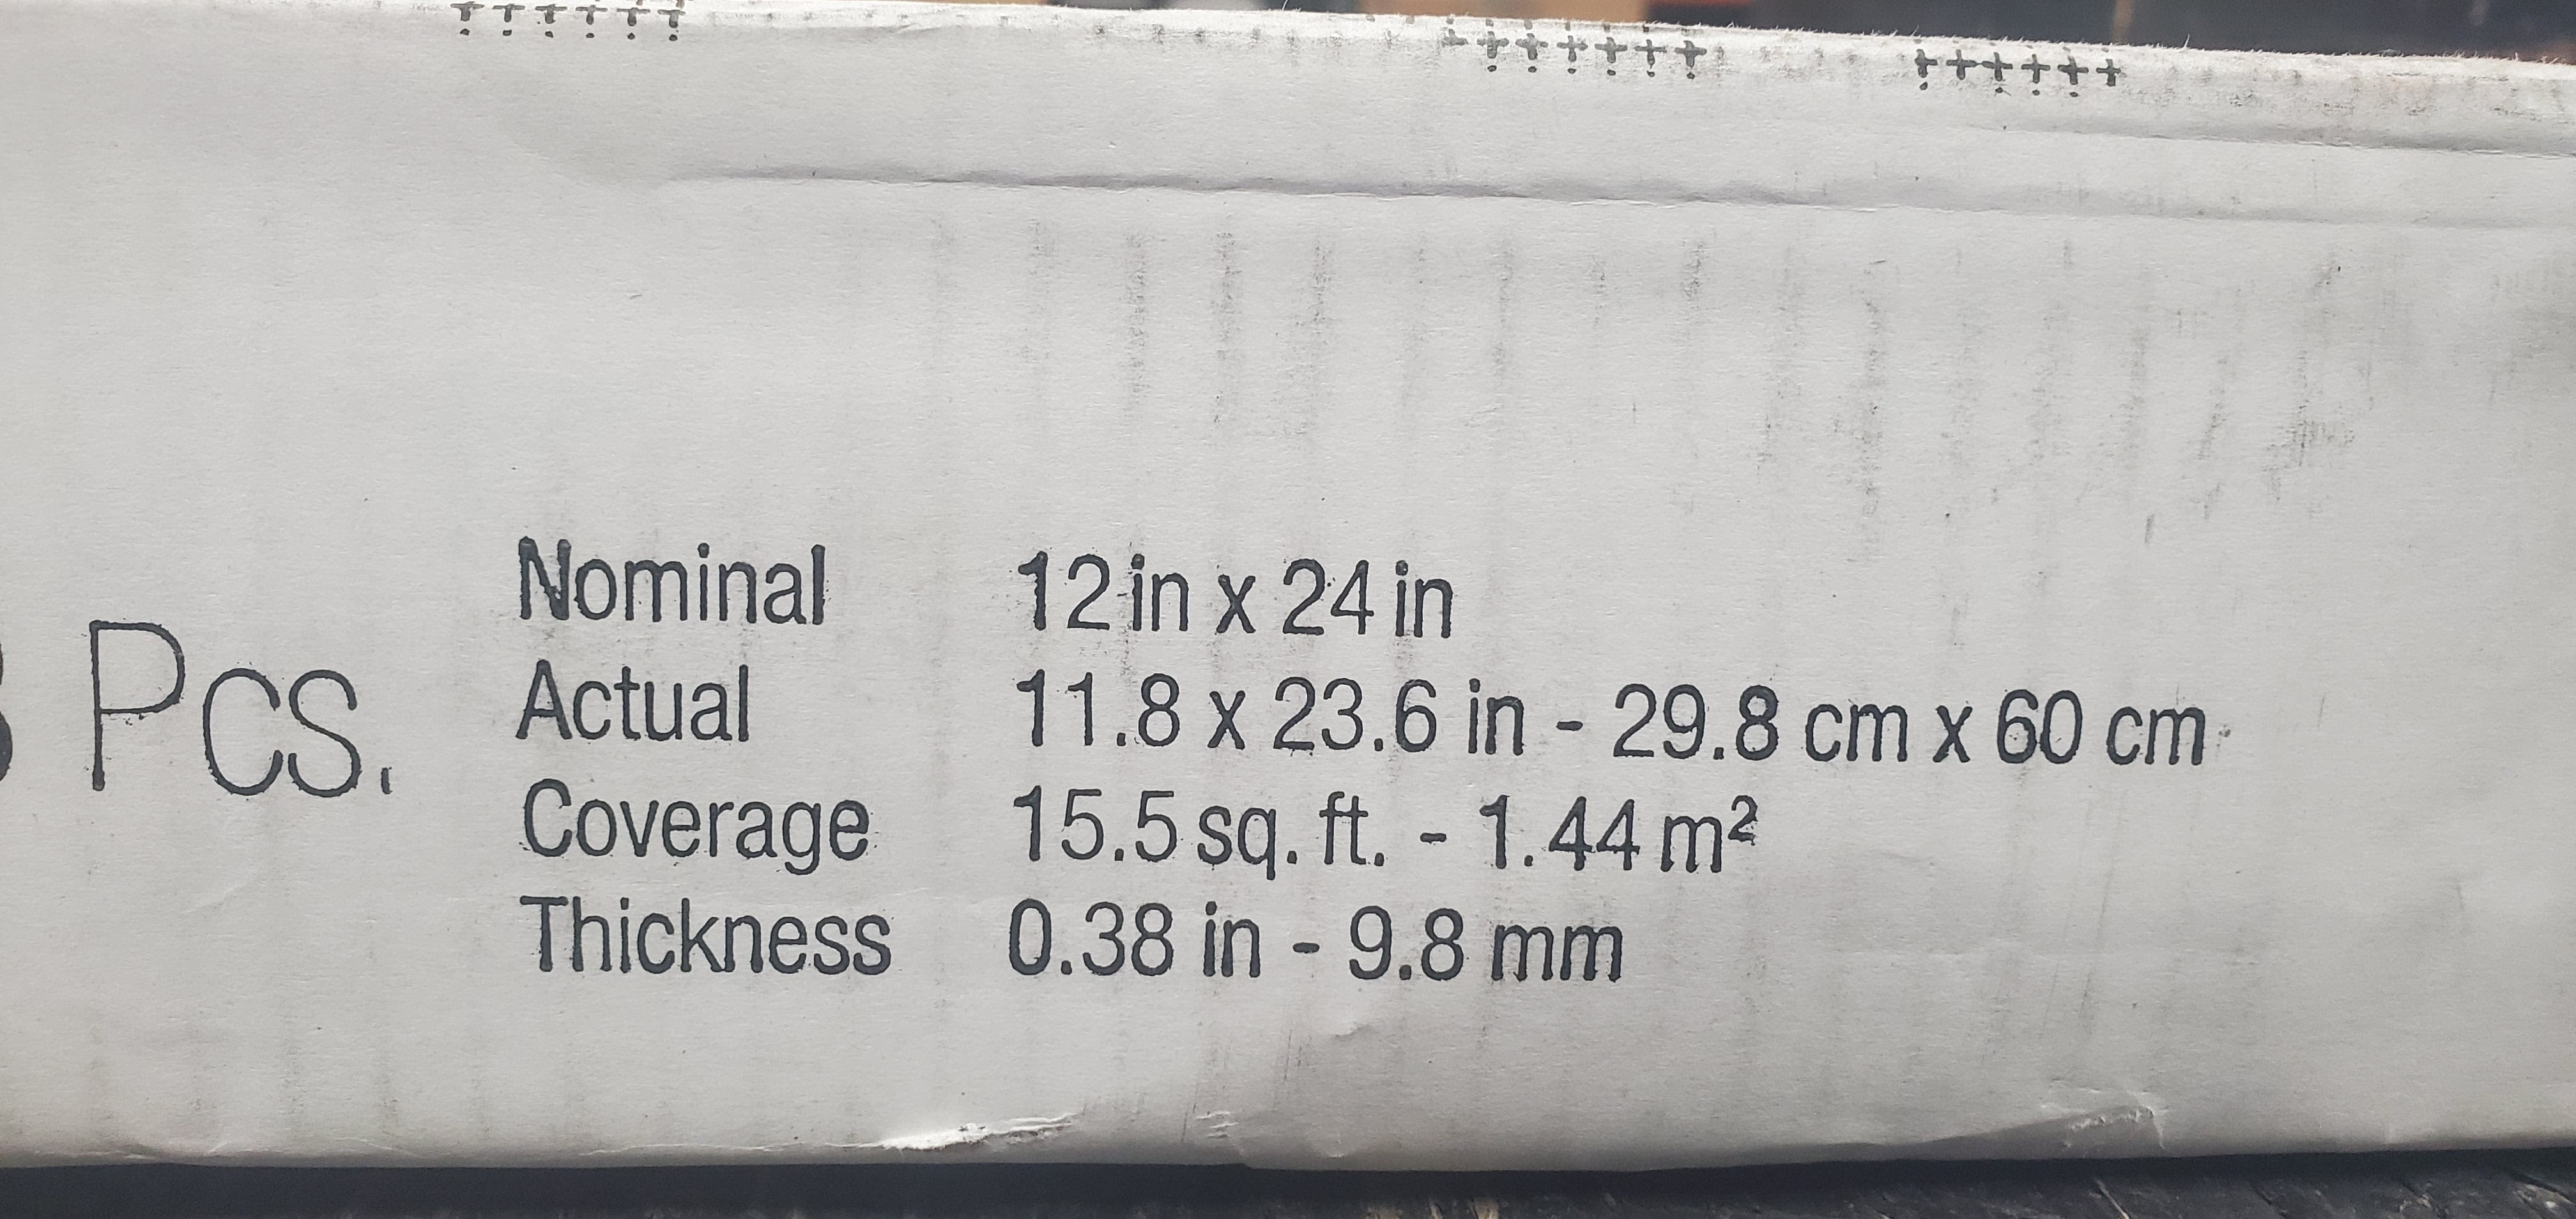 Pcs.
Nominal 12 in x 24 in
Actual 11.8 x 23.6 in - 29.8 cm x 60 cm
Coverage 15.5 sq. ft. - 1.44 m²
Thickness 0.38 in - 9.8 mm